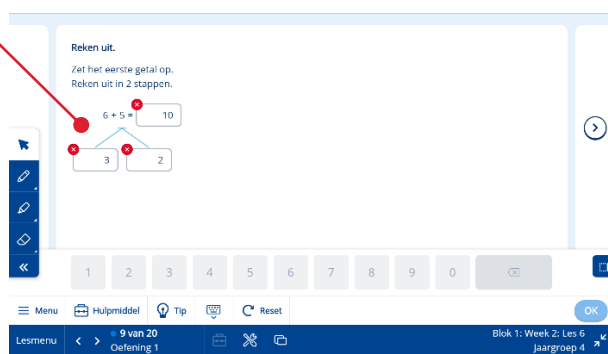 Reken uit.
Zet het eerste getal op.
Reken uit in 2 stappen.
6 + 5 = 10
3 2
1 2 3 4 5 6 7 8 9 0
Menu Hulpmiddel Tip Reset OK
Lesmenu 9 van 20 Blok 1: Week 2: Les 6
Oefening 1 Jaargroep 4